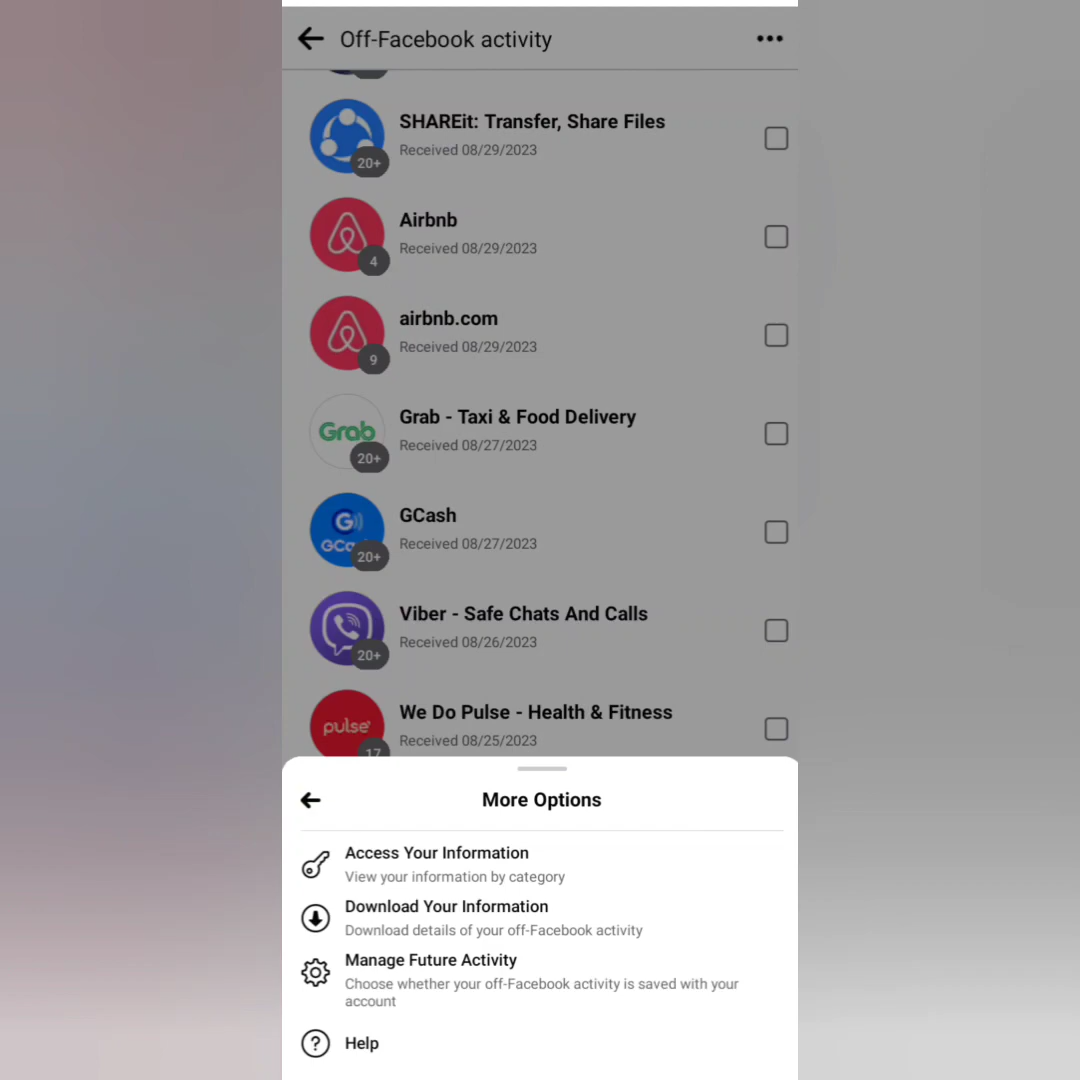 Off-Facebook activity
SHAREit: Transfer, Share Files
Received 08/29/2023
20+
Airbnb
Received 08/29/2023
4
airbnb.com
Received 08/29/2023
9
Grab - Taxi & Food Delivery
Received 08/27/2023
Grab
20+
GCash
Received 08/27/2023
G
20+
Viber - Safe Chats And Calls
Received 08/26/2023
20+
We Do Pulse - Health & Fitness
pulse
Received 08/25/2023
17
More Options
Access Your Information
View your information by category
Download Your Information
Download details of your off-Facebook activity
Manage Future Activity
Choose whether your off-Facebook activity is saved with your
account
Help